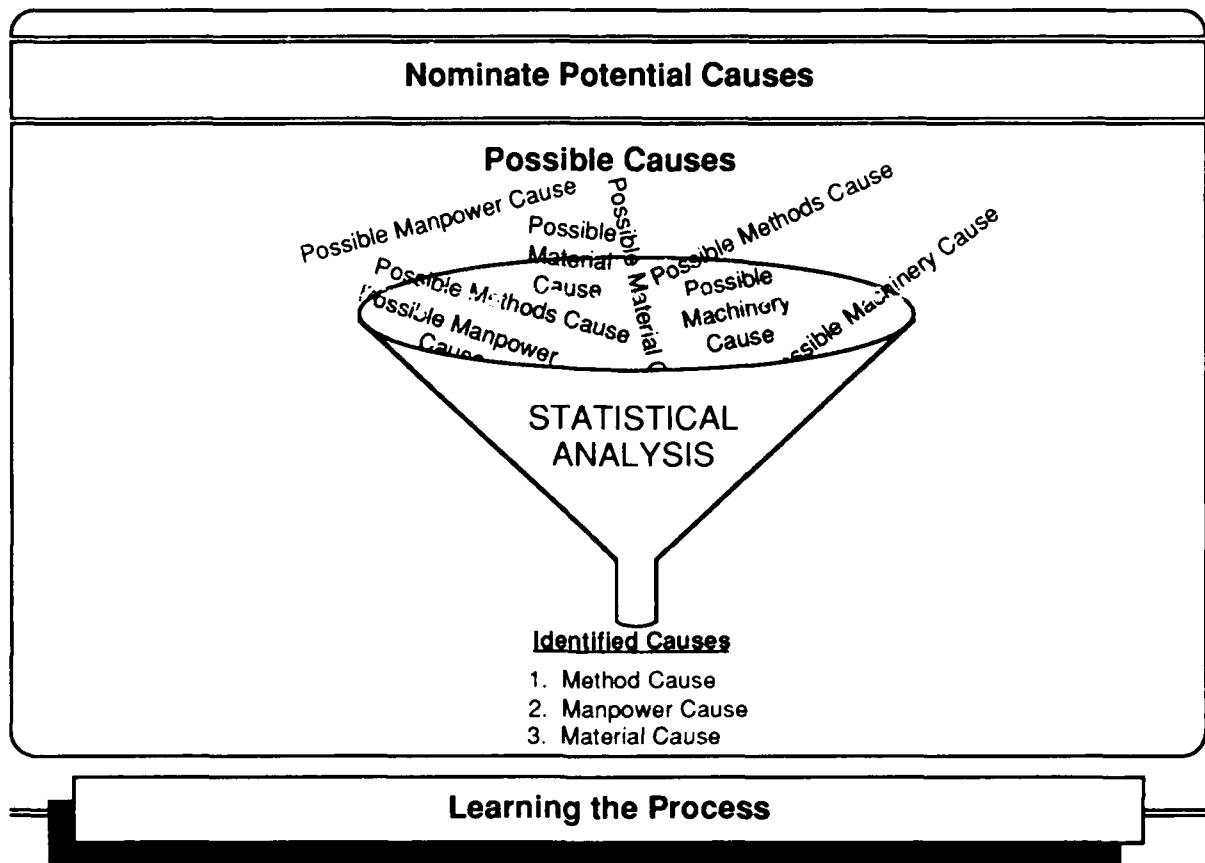 Nominate Potential Causes
Possible Causes
Possible Manpower Cause
Possible
Material
Cause
Possible Material
Possible Methods Cause
Possible Machinery Cause
Possible Methods Cause
Possible
Machinery
Cause
Possible Manpower
Cause
STATISTICAL
ANALYSIS
Identified Causes
1. Method Cause
2. Manpower Cause
3. Material Cause
Learning the Process